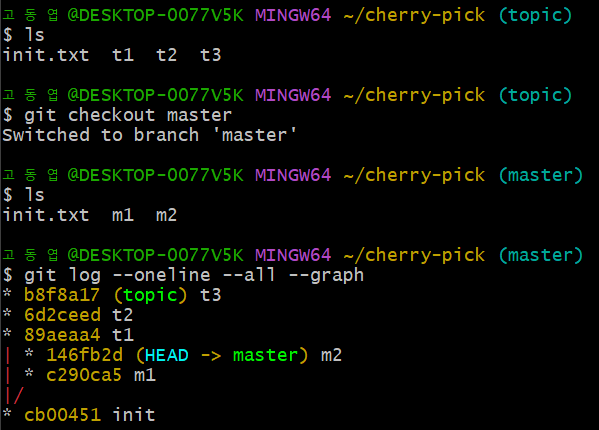 고동엽@DESKTOP-0077V5K MINGW64 ~/cherry-pick (topic)
$ ls
init.txt  t1  t2  t3
고동엽@DESKTOP-0077V5K MINGW64 ~/cherry-pick (topic)
$ git checkout master
Switched to branch 'master'
고동엽@DESKTOP-0077V5K MINGW64 ~/cherry-pick (master)
$ ls
init.txt  m1  m2
고동엽@DESKTOP-0077V5K MINGW64 ~/cherry-pick (master)
$ git log --oneline --all --graph
* b8f8a17 (topic) t3
* 6d2ceed t2
* 89aeaa4 t1
| * 146fb2d (HEAD -> master) m2
| * c290ca5 m1
|/
* cb00451 init